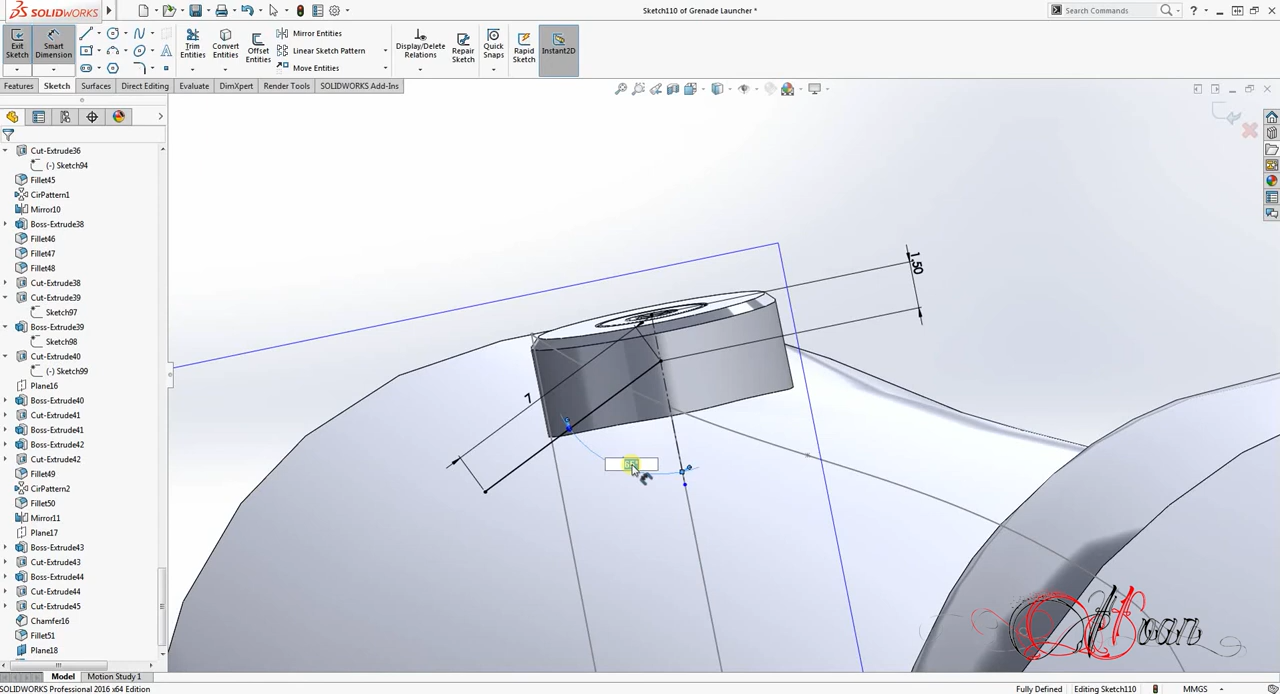 SOLIDWORKS
Sketch110 of Grenade Launcher *
Search Commands
Exit Sketch
Smart Dimension
Trim Entities
Convert Entities
Offset Entities
Mirror Entities
Linear Sketch Pattern
Move Entities
Display/Delete Relations
Repair Sketch
Quick Snaps
Rapid Sketch
Instant2D
Features
Sketch
Surfaces
Direct Editing
Evaluate
DimXpert
Render Tools
SOLIDWORKS Add-Ins
Cut-Extrude36
(-) Sketch94
Fillet45
CirPattern1
Mirror10
Boss-Extrude38
Fillet46
Fillet47
Fillet48
Cut-Extrude38
Cut-Extrude39
Sketch97
Boss-Extrude39
Sketch98
Cut-Extrude40
(-) Sketch99
Plane16
Boss-Extrude40
Cut-Extrude41
Boss-Extrude41
Cut-Extrude42
Fillet49
CirPattern2
Fillet50
Mirror11
Plane17
Boss-Extrude43
Cut-Extrude43
Boss-Extrude44
Cut-Extrude44
Cut-Extrude45
Chamfer16
Fillet51
Plane18
1.50
7
Model
Motion Study 1
SOLIDWORKS Professional 2016 x64 Edition
Fully Defined
Editing Sketch110
MMGS